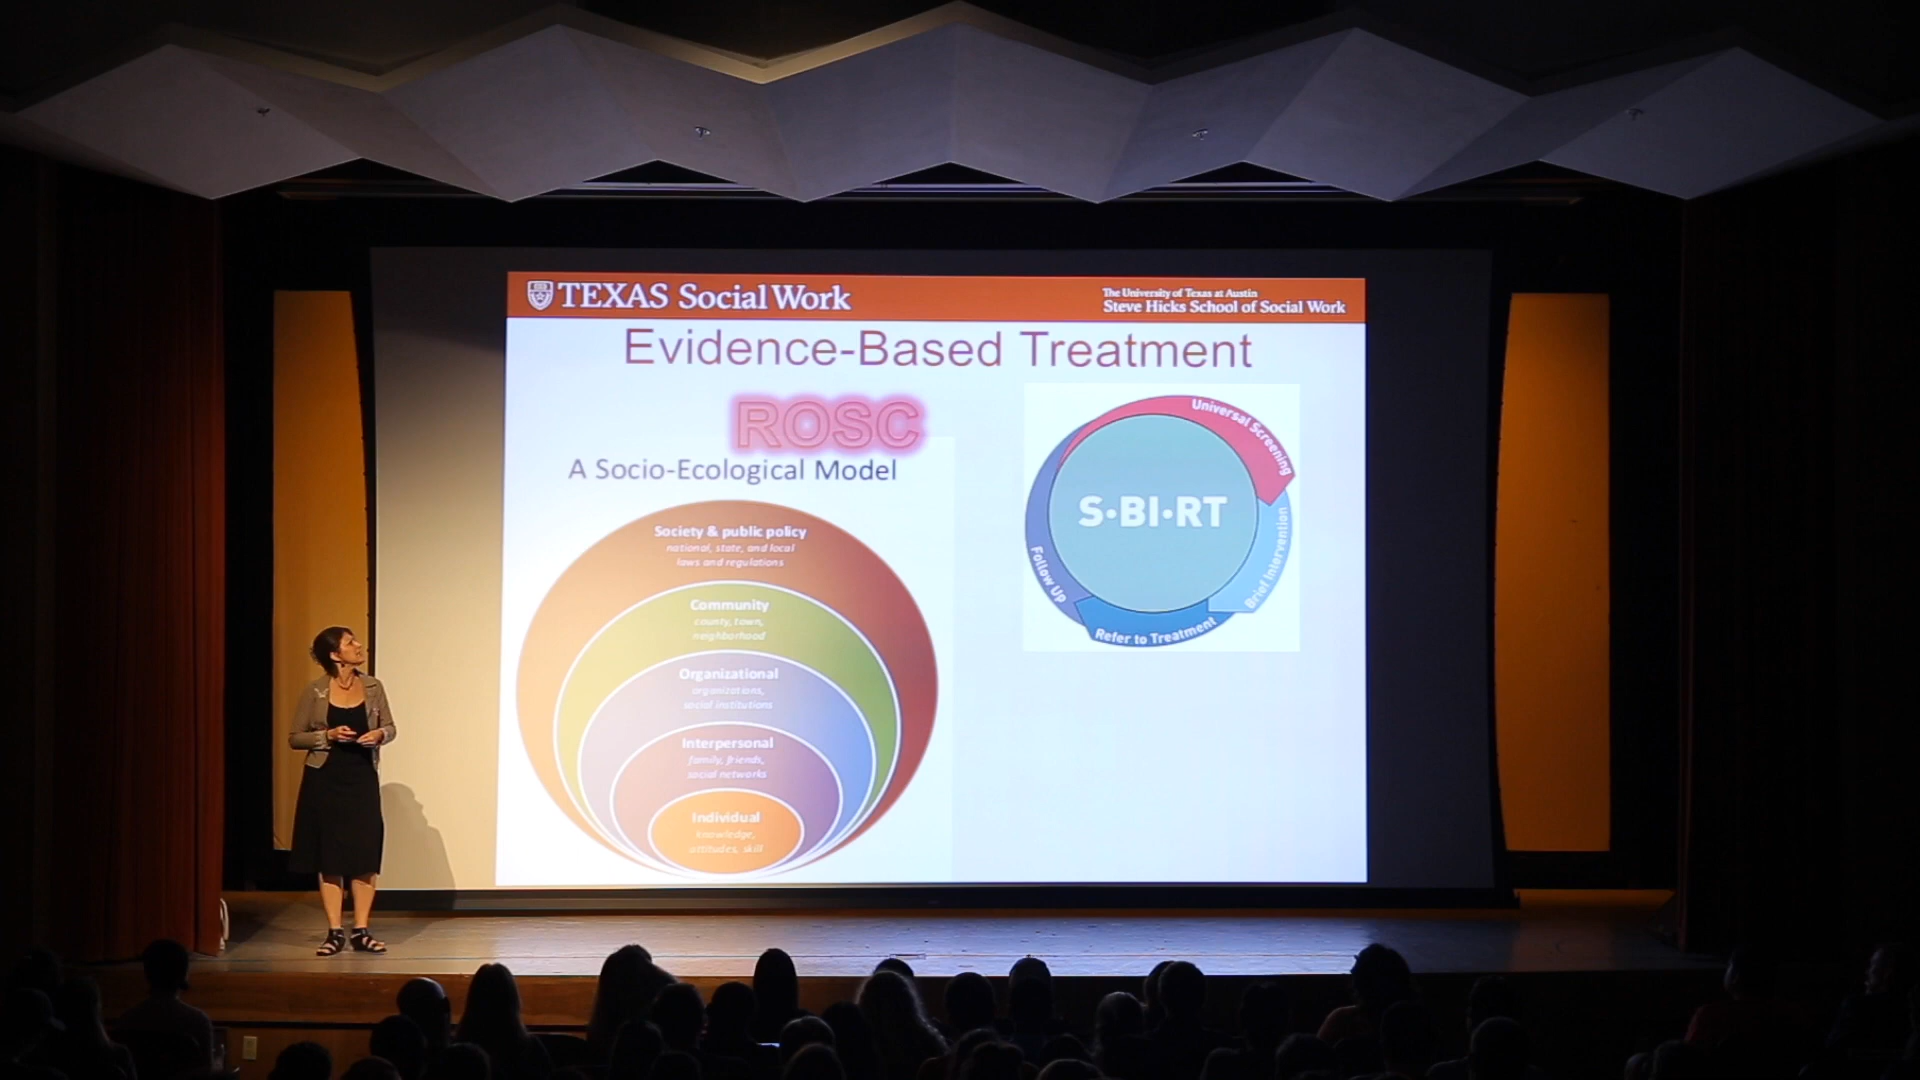 TEXAS Social Work
The University of Texas at Austin
Steve Hicks School of Social Work
Evidence-Based Treatment
ROSC
A Socio-Ecological Model
Society & public policy
national, state, and local
laws and regulations
Community
county, town,
neighborhood
Organizational
organizations,
social institutions
Interpersonal
family, friends,
social networks
Individual
knowledge,
attitudes, skill
S•BI•RT
Universal Screening
Brief Intervention
Refer to Treatment
Follow Up